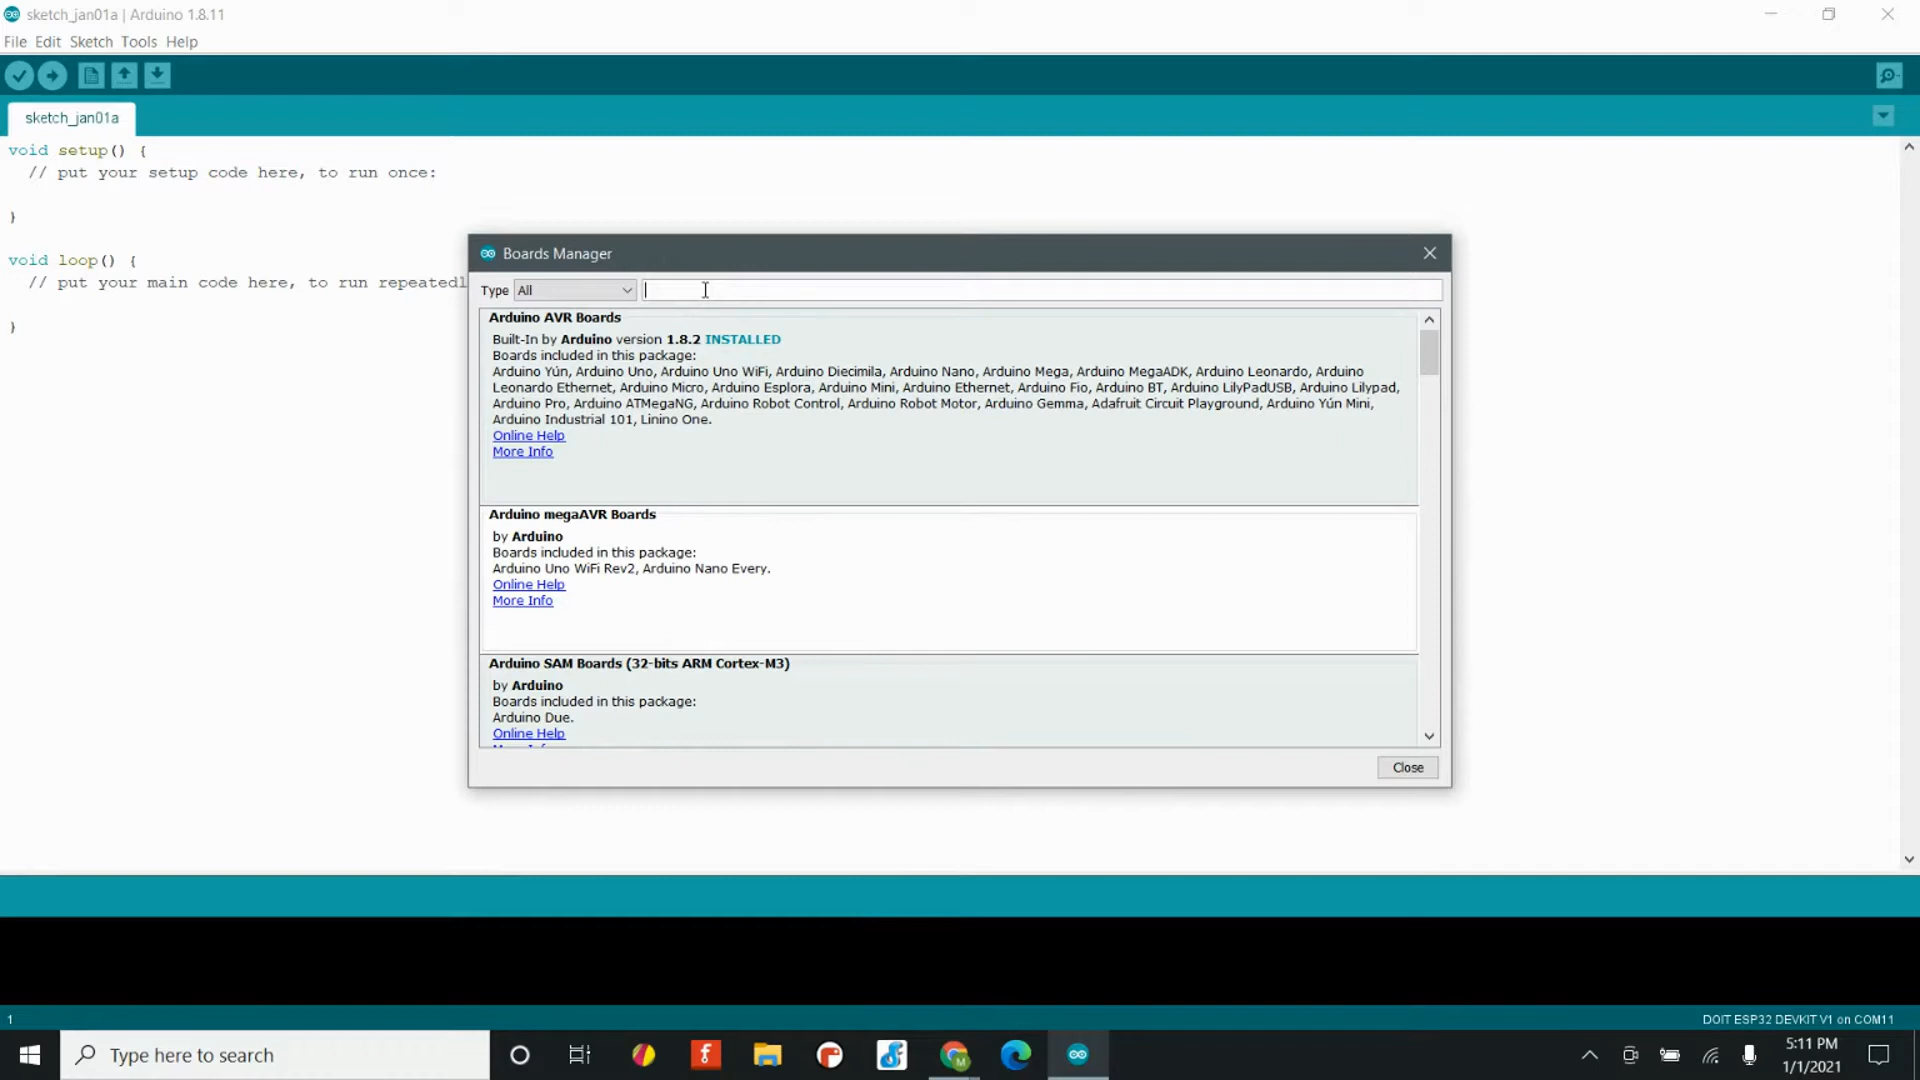 sketch_jan01a | Arduino 1.8.11
File Edit Sketch Tools Help
sketch_jan01a
void setup() {
// put your setup code here, to run once:
}
void loop() {
// put your main code here, to run repeatedl
}
Boards Manager
Type All
Arduino AVR Boards
Built-In by Arduino version 1.8.2 INSTALLED
Boards included in this package:
Arduino Yún, Arduino Uno, Arduino Uno WiFi, Arduino Diecimila, Arduino Nano, Arduino Mega, Arduino MegaADK, Arduino Leonardo, Arduino
Leonardo Ethernet, Arduino Micro, Arduino Esplora, Arduino Mini, Arduino Ethernet, Arduino Fio, Arduino BT, Arduino LilyPadUSB, Arduino Lilypad,
Arduino Pro, Arduino ATMegaNG, Arduino Robot Control, Arduino Robot Motor, Arduino Gemma, Adafruit Circuit Playground, Arduino Yún Mini,
Arduino Industrial 101, Linino One.
Online Help
More Info
Arduino megaAVR Boards
by Arduino
Boards included in this package:
Arduino Uno WiFi Rev2, Arduino Nano Every.
Online Help
More Info
Arduino SAM Boards (32-bits ARM Cortex-M3)
by Arduino
Boards included in this package:
Arduino Due.
Online Help
Close
1
DOIT ESP32 DEVKIT V1 on COM11
Type here to search
5:11 PM
1/1/2021